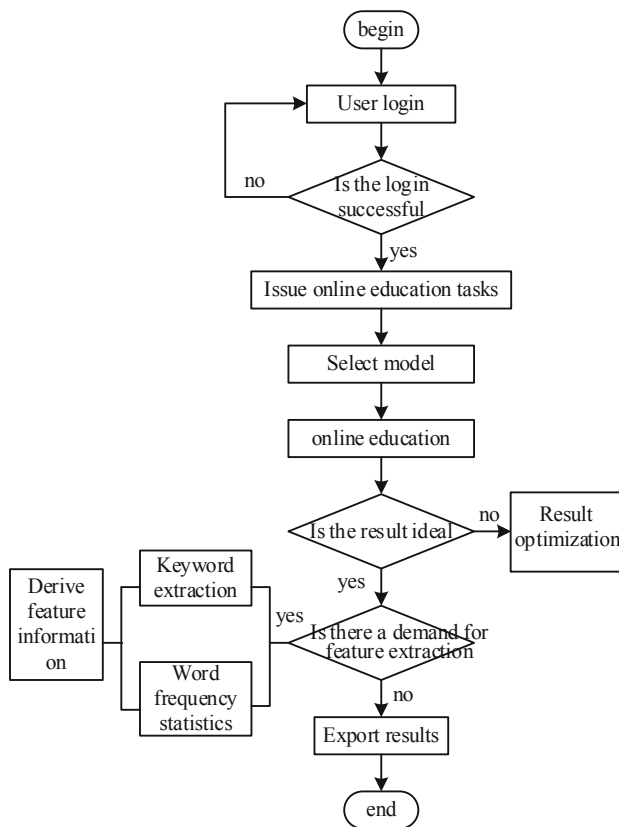 begin
User login
no
Is the login
successful
yes
Issue online education tasks
Select model
online education
Is the result ideal
no
Result
optimization
yes
Keyword
extraction
Derive
feature
informati
on
yes
Is there a demand for
feature extraction
Word
frequency
statistics
no
Export results
end